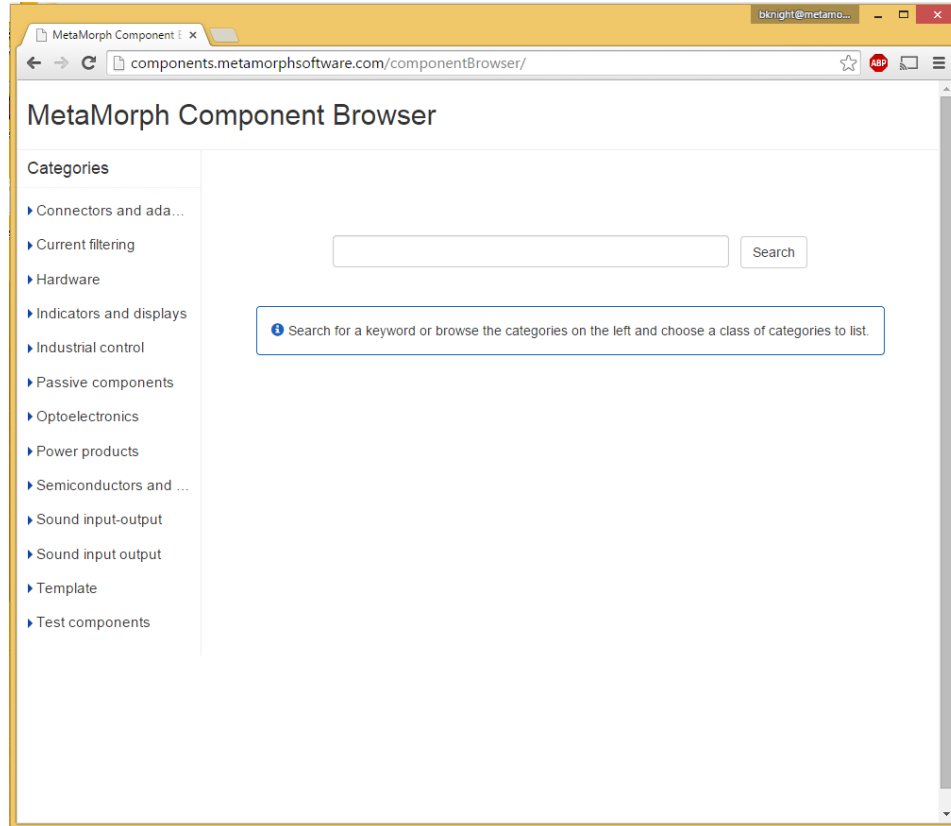 bknight@metamo...
MetaMorph Component E
components.metamorphsoftware.com/componentBrowser/
ABP
MetaMorph Component Browser
Categories
Connectors and ada...
Current filtering
Hardware
Indicators and displays
Industrial control
Passive components
Optoelectronics
Power products
Semiconductors and ...
Sound input-output
Sound input output
Template
Test components
Search
Search for a keyword or browse the categories on the left and choose a class of categories to list.